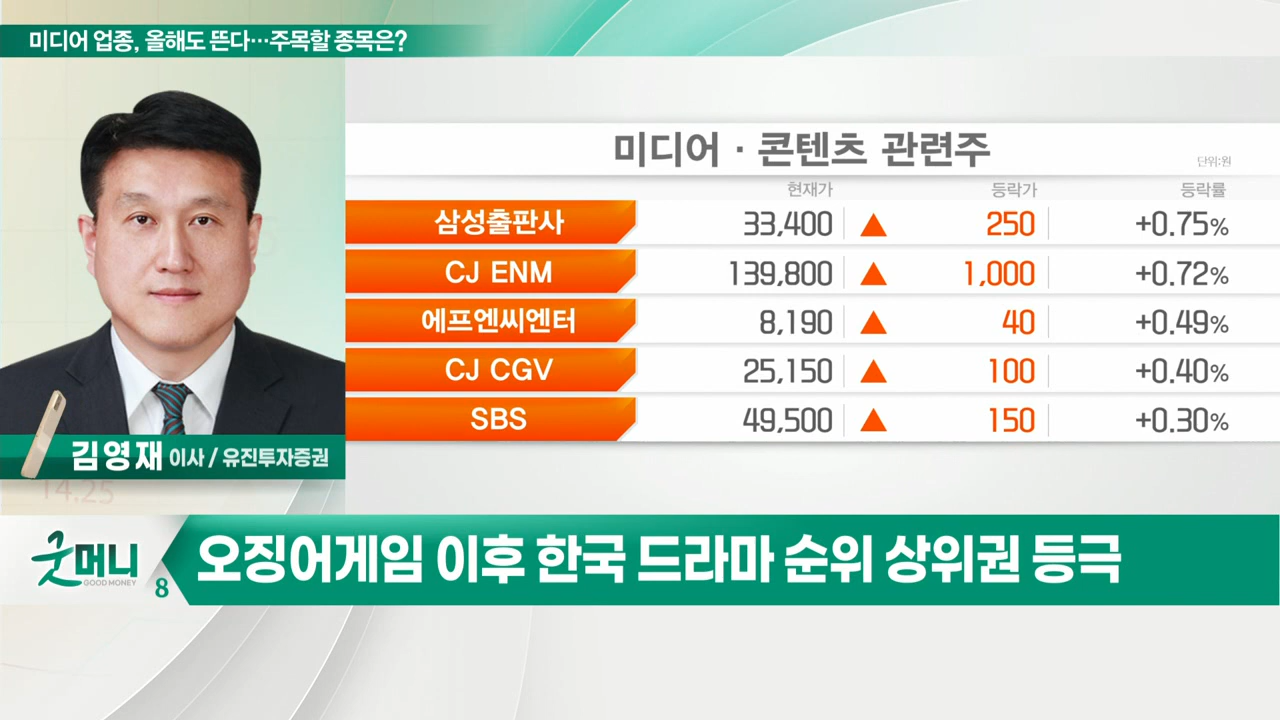 미디어 업종, 올해도 뜬다…주목할 종목은?
미디어 · 콘텐츠 관련주
단위:원
현재가 등락가 등락률
삼성출판사 33,400 ▲ 250 +0.75%
CJ ENM 139,800 ▲ 1,000 +0.72%
에프엔씨엔터 8,190 ▲ 40 +0.49%
CJ CGV 25,150 ▲ 100 +0.40%
SBS 49,500 ▲ 150 +0.30%
김영재 이사 / 유진투자증권
14.25
굿머니
GOOD MONEY
8
오징어게임 이후 한국 드라마 순위 상위권 등극